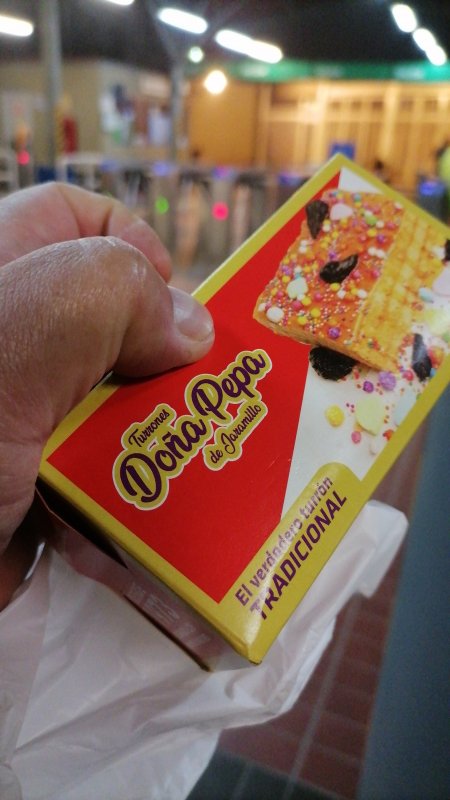 Turrones
Doña Pepa
de Jaramillo
El verdadero turrón
TRADICIONAL